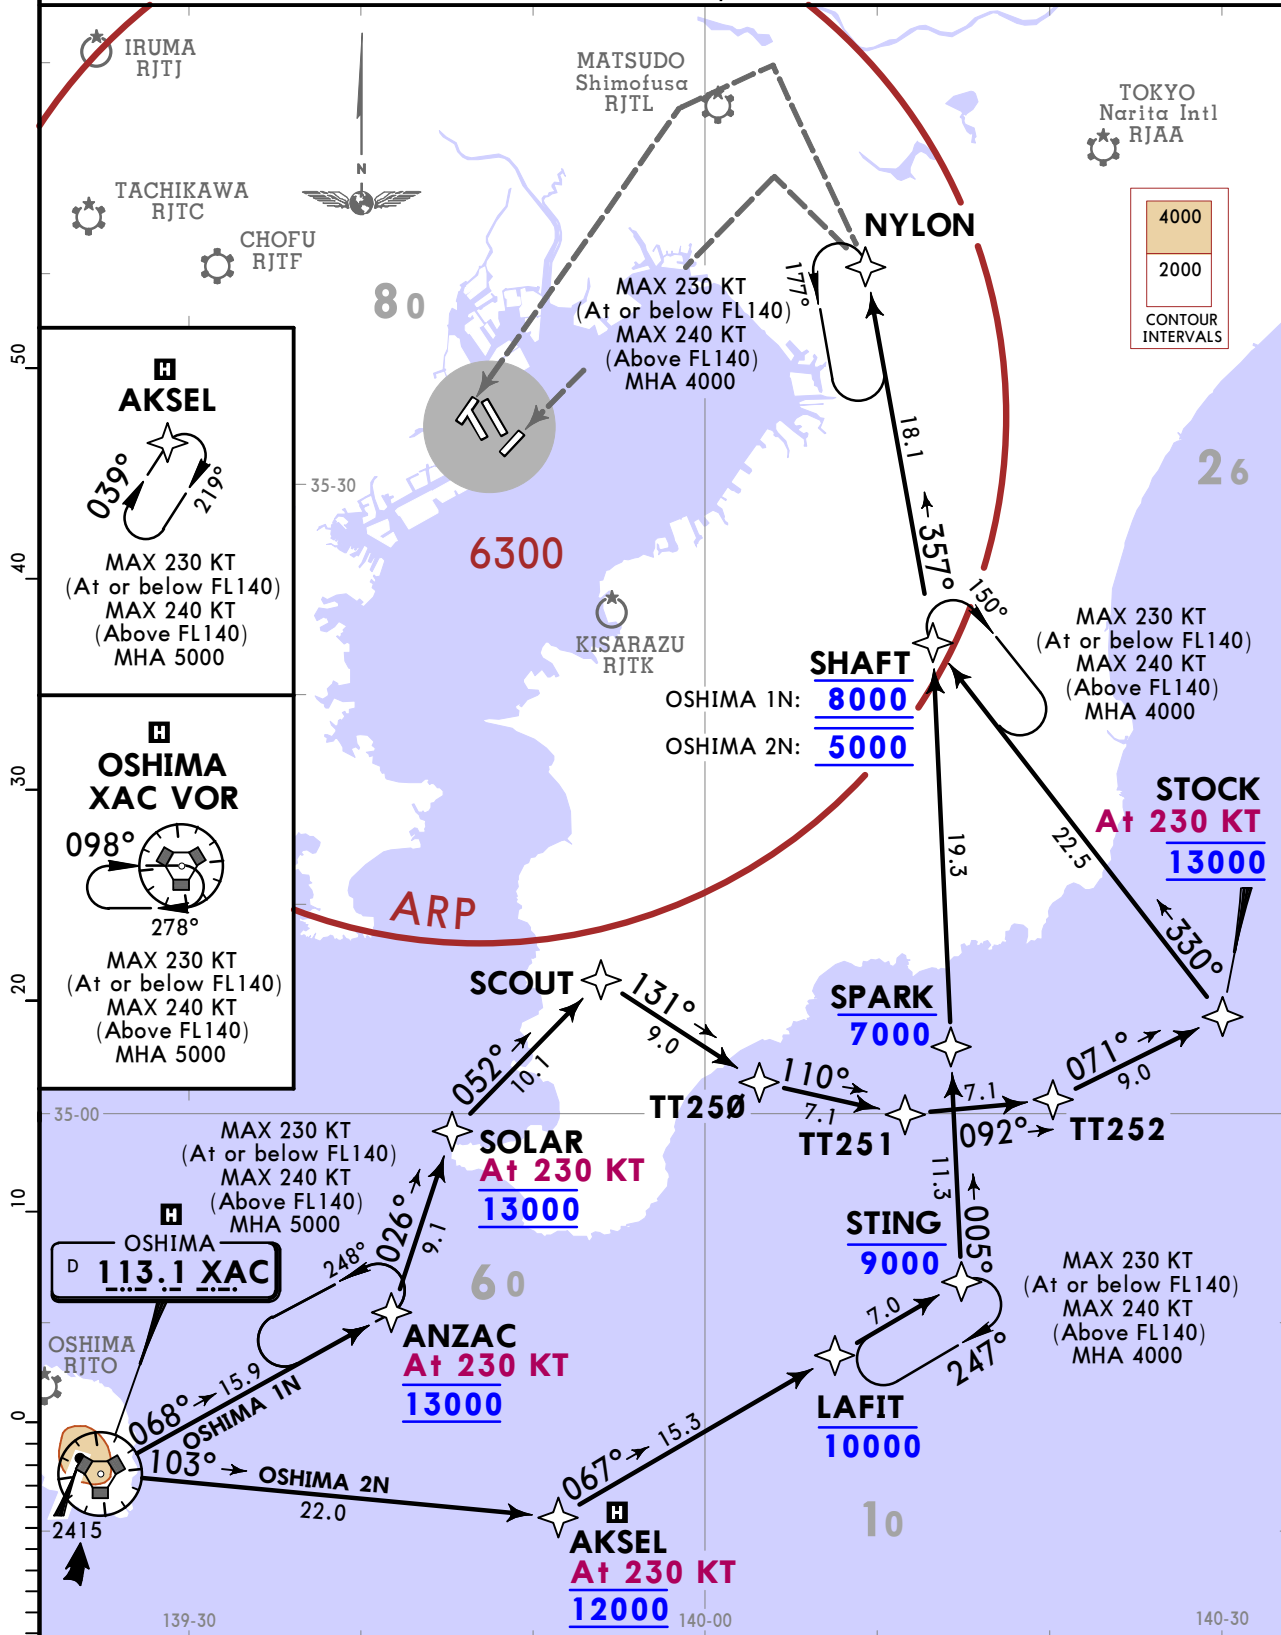 IRUMA
RJTJ
MATSUDO
Shimofusa
RJTL
TOKYO
Narita Intl
RJAA
TACHIKAWA
RJTC
CHOFU
RJTF
N
NYLON
4000
2000
CONTOUR
INTERVALS
80
177°
MAX 230 KT
(At or below FL140)
MAX 240 KT
(Above FL140)
MHA 4000
50
H
AKSEL
039°
219°
MAX 230 KT
(At or below FL140)
MAX 240 KT
(Above FL140)
MHA 5000
35-30
18.1
26
6300
40
357°
150°
KISARAZU
RJTK
MAX 230 KT
(At or below FL140)
MAX 240 KT
(Above FL140)
MHA 4000
SHAFT
OSHIMA 1N: 8000
OSHIMA 2N: 5000
H
OSHIMA
XAC VOR
098°
278°
MAX 230 KT
(At or below FL140)
MAX 240 KT
(Above FL140)
MHA 5000
30
STOCK
At 230 KT
13000
19.3
22.5
ARP
330°
20
SCOUT
131°
9.0
SPARK
7000
052°
10.1
071°
9.0
TT250
110°
7.1
TT251
7.1
092°
TT252
35-00
MAX 230 KT
(At or below FL140)
MAX 240 KT
(Above FL140)
MHA 5000
SOLAR
At 230 KT
13000
11.3
10
026°
9.1
005°
STING
9000
H
OSHIMA
D 113.1 XAC
248°
60
MAX 230 KT
(At or below FL140)
MAX 240 KT
(Above FL140)
MHA 4000
7.0
247°
OSHIMA
RJTO
ANZAC
At 230 KT
13000
068°
15.9
OSHIMA 1N
LAFIT
10000
0
103°
OSHIMA 2N
22.0
067°
15.3
2415
H
AKSEL
At 230 KT
12000
10
139-30
140-00
140-30